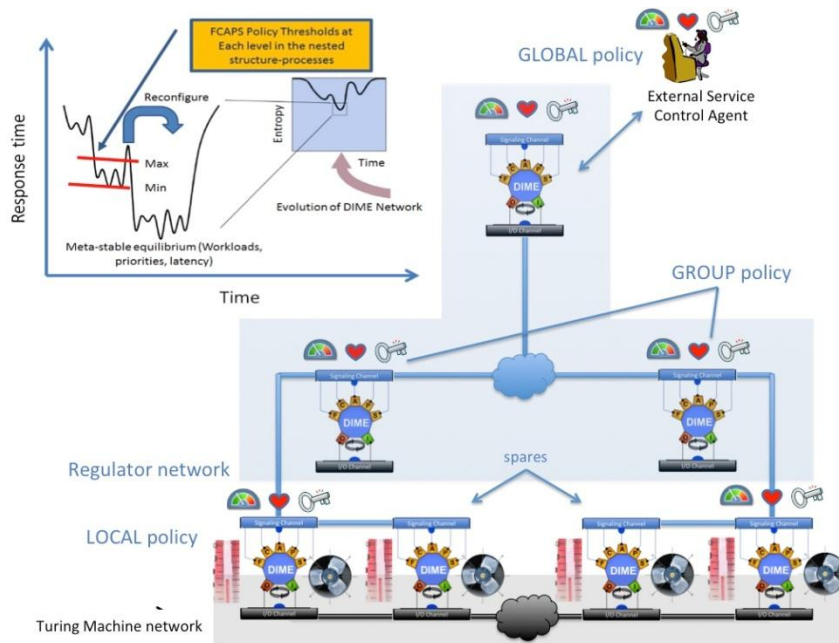 FCAPS Policy Thresholds at
Each level in the nested
structure-processes
Reconfigure
Max
Min
Meta-stable equilibrium (Workloads,
priorities, latency)
Response time
Time
Entropy
Time
Evolution of DIME Network
GLOBAL policy
External Service
Control Agent
Signaling Channel
F C A P S
DIME
I/O Channel
GROUP policy
Signaling Channel
F C A P S
DIME
I/O Channel
Signaling Channel
F C A P S
DIME
I/O Channel
Regulator network
spares
LOCAL policy
Signaling Channel
F C A P S
DIME
I/O Channel
Signaling Channel
F C A P S
DIME
I/O Channel
Signaling Channel
F C A P S
DIME
I/O Channel
Signaling Channel
F C A P S
DIME
I/O Channel
Turing Machine network